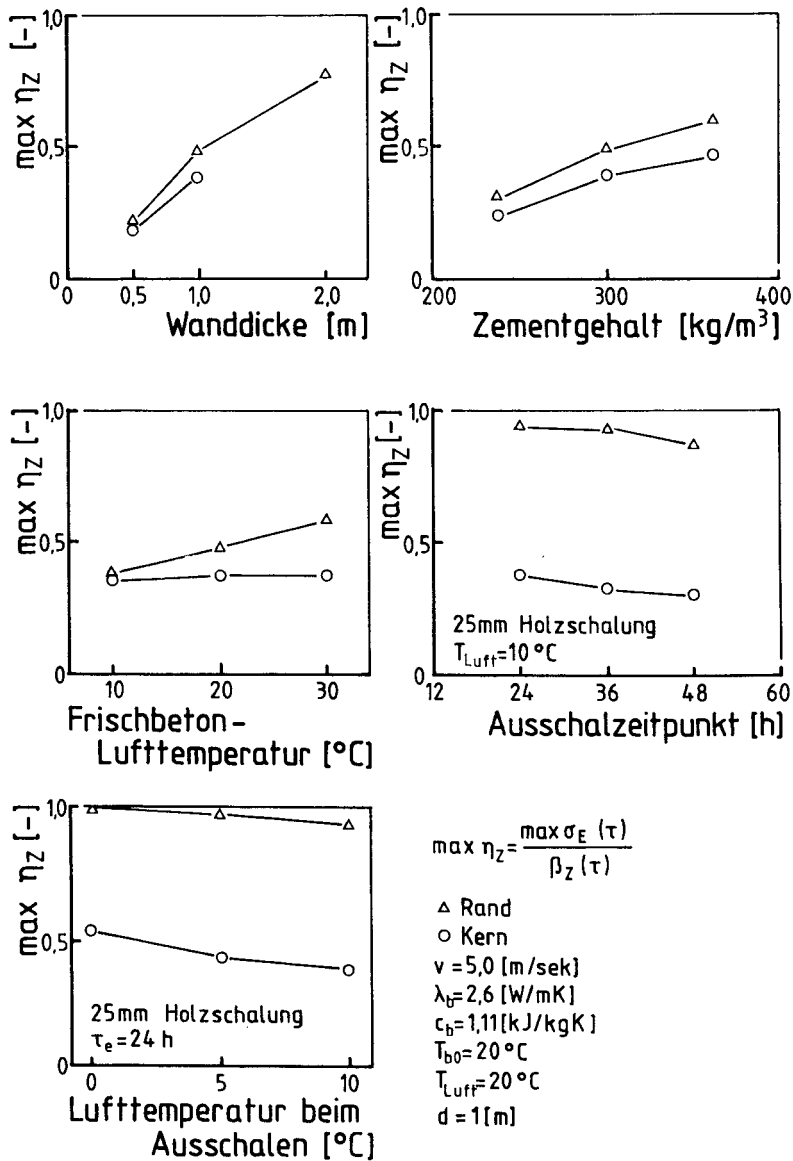 max ηZ [-]
1,0
0,5
0
0 0,5 1,0 2,0
Wanddicke [m]
max ηZ [-]
1,0
0,5
0
200 300 400
Zementgehalt [kg/m³]
max ηZ [-]
1,0
0,5
0
10 20 30
Frischbeton-
Lufttemperatur [°C]
max ηZ [-]
1,0
0,5
0
25mm Holzschalung
TLuft=10°C
12 24 36 48 60
Ausschalzeitpunkt [h]
max ηZ [-]
1,0
0,5
0
25mm Holzschalung
τe=24h
0 5 10
Lufttemperatur beim
Ausschalen [°C]
max ηZ = max σE (τ) / βZ (τ)
△ Rand
○ Kern
v = 5,0 [m/sek]
λb=2,6 [W/mK]
cb=1,11[kJ/kgK]
Tbo=20°C
TLuft=20°C
d = 1[m]